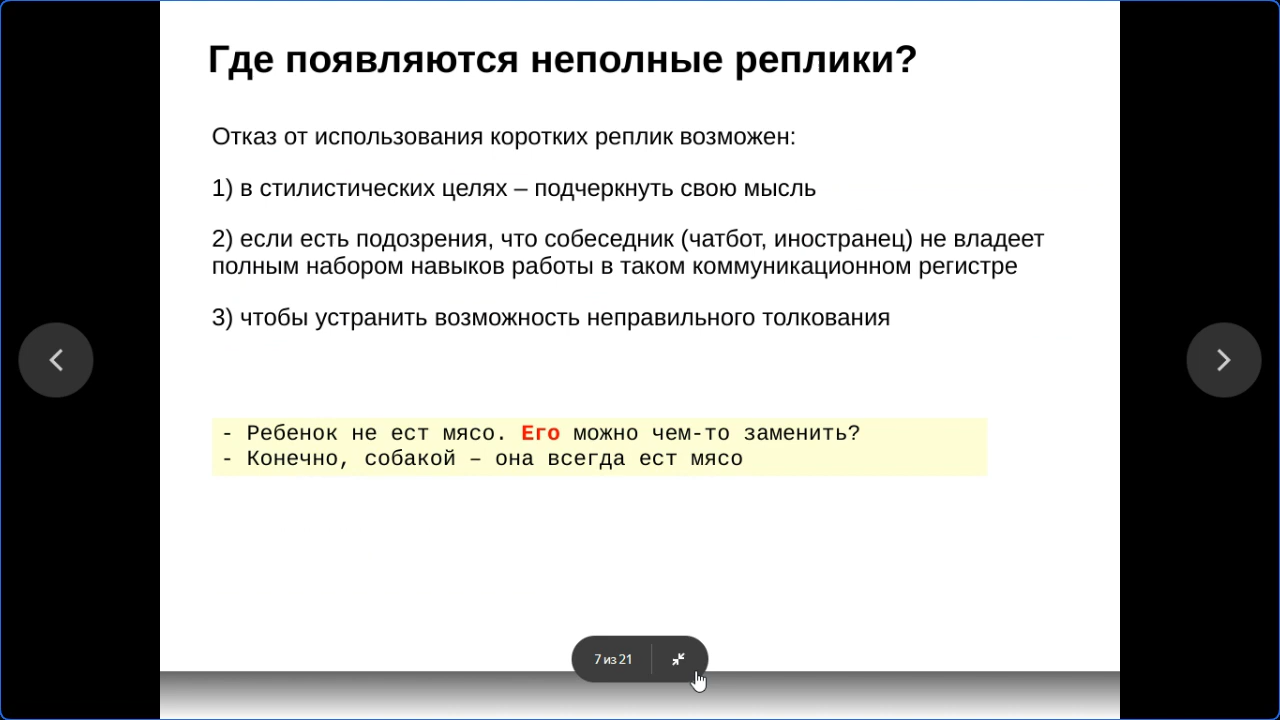 Где появляются неполные реплики?
Отказ от использования коротких реплик возможен:
1) в стилистических целях – подчеркнуть свою мысль
2) если есть подозрения, что собеседник (чатбот, иностранец) не владеет
полным набором навыков работы в таком коммуникационном регистре
3) чтобы устранить возможность неправильного толкования
- Ребенок не ест мясо. Его можно чем-то заменить?
- Конечно, собакой – она всегда ест мясо
7 из 21